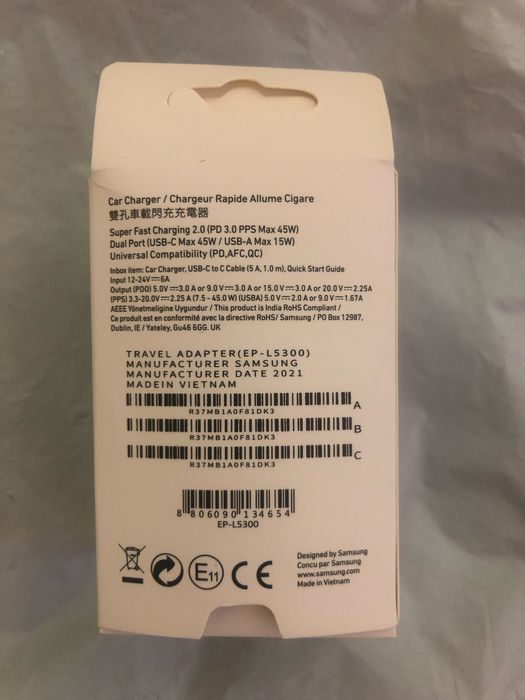 Car Charger / Chargeur Rapide Allume Cigare
雙孔車載閃充充電器
Super Fast Charging 2.0 (PD 3.0 PPS Max 45W)
Dual Port (USB-C Max 45W / USB-A Max 15W)
Universal Compatibility (PD,AFC,QC)
Inbox item: Car Charger, USB-C to C Cable (5 A, 1.0 m), Quick Start Guide
Input 12-24V⎓6A
Output (PDO) 5.0V⎓3.0 A or 9.0 V⎓3.0 A or 15.0 V⎓3.0 A or 20.0 V⎓2.25A
(PPS) 3.3-20.0V⎓2.25 A (7.5 - 45.0 W) (USBA) 5.0 V⎓2.0 A or 9.0 V⎓1.67A
AEEE Yönetmeligine Uygundur / This product is India RoHS Compliant /
Ce produit est en conformité avec la directive RoHS/ Samsung / PO Box 12987,
Dublin, IE / Yateley, Gu46 6GG. UK
TRAVEL ADAPTER(EP-L5300)
MANUFACTURER SAMSUNG
MANUFACTURER DATE 2021
MADEIN VIETNAM
A
R37MB1A0F81DK3
B
R37MB1A0F81DK3
C
R37MB1A0F81DK3
8 806090 134654
EP-L5300
E11
CE
Designed by Samsung
Concu par Samsung
www.samsung.com
Made in Vietnam